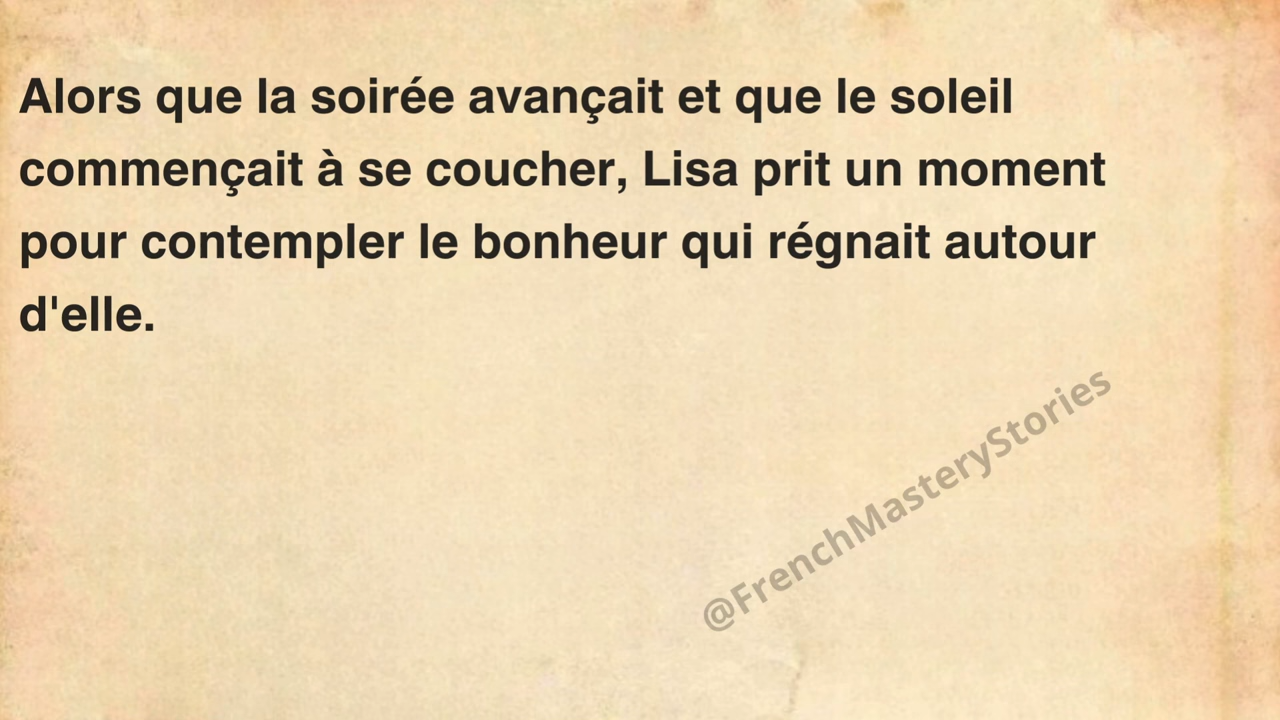 Alors que la soirée avançait et que le soleil
commençait à se coucher, Lisa prit un moment
pour contempler le bonheur qui régnait autour
d'elle.
@FrenchMasteryStories